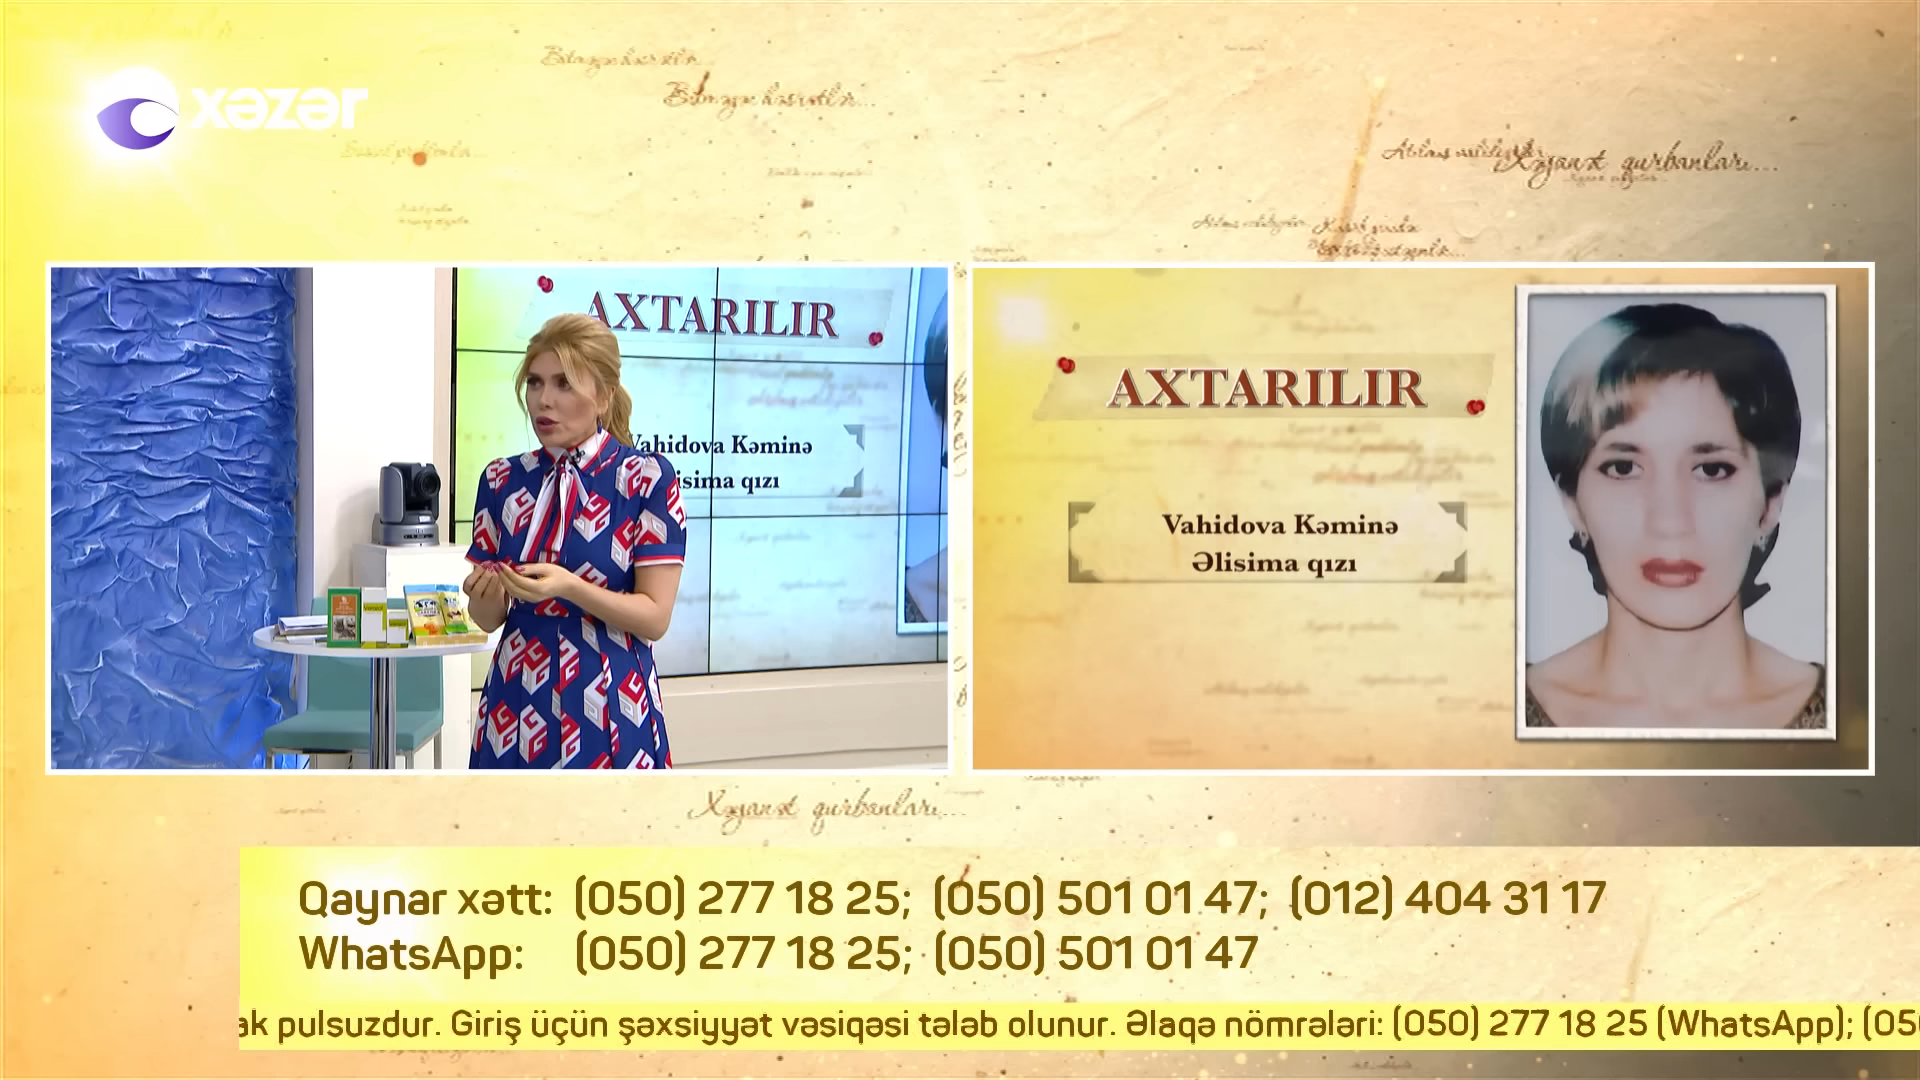 xəzər
Xəyanət qurbanları...
AXTARILIR
Vahidova Kəminə
isima qızı
AXTARILIR
Vahidova Kəminə
Əlisima qızı
Xəyanət qurbanları...
Qaynar xətt: (050) 277 18 25; (050) 501 01 47; (012) 404 31 17
WhatsApp: (050) 277 18 25; (050) 501 01 47
ak pulsuzdur. Giriş üçün şəxsiyyət vəsiqəsi tələb olunur. Əlaqə nömrələri: (050) 277 18 25 (WhatsApp); (05